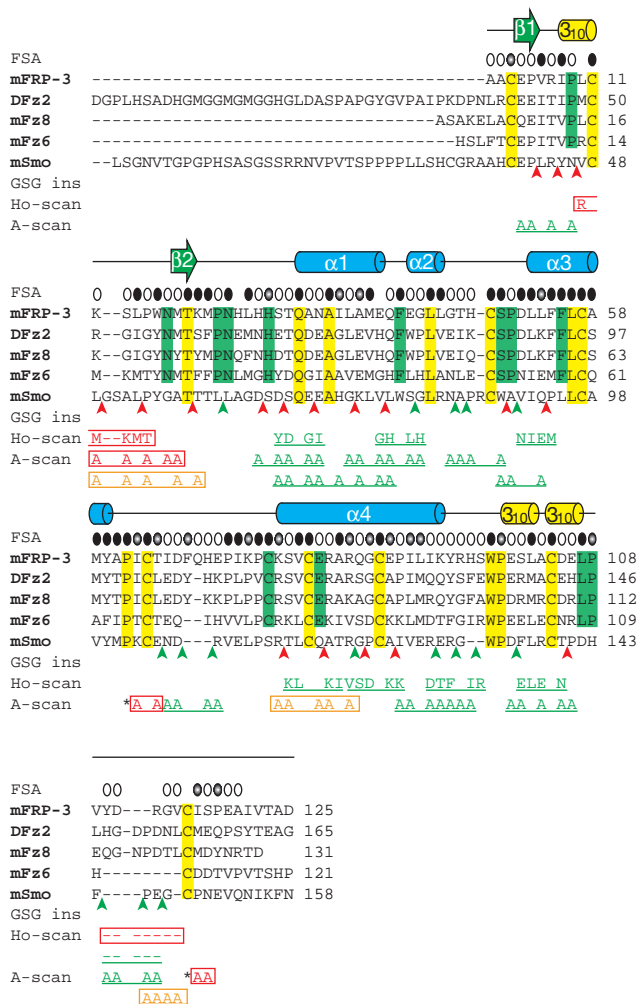 β1 3₁₀
FSA
mFRP-3 --------------------------------------AACEPVRIPLC 11
DFz2 DGPLHSADHGMGGMGMGGHGLDASPAPGYGVPAIPKDPNLRCEEITIPMC 50
mFz8 ----------------------------------ASAKELACQEITVPLC 16
mFz6 ------------------------------------HSLFTCEPITVPRC 14
mSmo --LSGNVTGPGPHSASGSSRRNVPVTSPPPPLLSHCGRAAHCEPLRYNVC 48
GSG ins
Ho-scan R
A-scan AA A A
β2 α1 α2 α3
FSA
mFRP-3 K--SLPWNMTKMPNHLHHSTQANAILAMEQFEGLLGTH-CSPDLLFFLCA 58
DFz2 R--GIGYNMTSFPNEMNHETQDEAGLEVHQFWPLVEIK-CSPDLKFFLCS 97
mFz8 K--GIGYNYTYMPNQFNHDTQDEAGLEVHQFWPLVEIQ-CSPDLKFFLCS 63
mFz6 M--KMTYNMTFFPNLMGHYDQGIAAVEMGHFLHLANLE-CSPNIEMFLCQ 61
mSmo LGSALPYGATTTLLAGDSDSQEEAHGKLVLWSGLRNAPRCWAVIQPLLCA 98
GSG ins
Ho-scan M--KMT YD GI GH LH NIEM
A-scan A A A AA A AA AA AA AA AA AAA A AA AA
A A A A A AA AA A A AA AA A
α4 3₁₀ 3₁₀
FSA
mFRP-3 MYAPICTIDFQHEPIKPCKSVCERARQGCEPILIKYRHSWPESLACDELP 108
DFz2 MYTPICLEDY-HKPLPVCRSVCERARSGCAPIMQQYSFEWPERMACEHLP 146
mFz8 MYTPICLEDY-KKPLPPCRSVCERAKAGCAPLMRQYGFAWPDRMRCDRLP 112
mFz6 AFIPTCTEQ--IHVVLPCRKLCEKIVSDCKKLMDTFGIRWPEELECNRLP 109
mSmo VYMPKCEND--RVELPSRTLCQATRGPCAIVERERG--WPDFLRCTPDH 143
GSG ins
Ho-scan KL KIVSD KK DTF IR ELE N
A-scan *A AAA AA AA AA A AA AAAAA AA A AA
FSA
mFRP-3 VYD---RGVCISPEAIVTAD 125
DFz2 LHG-DPDNLCMEQPSYTEAG 165
mFz8 EQG-NPDTLCMDYNRTD 131
mFz6 H-------CDDTVPVTSHP 121
mSmo F----PEG-CPNEVQNIKFN 158
GSG ins
Ho-scan -- -----
-- ---
A-scan AA AA *AA
AAAA